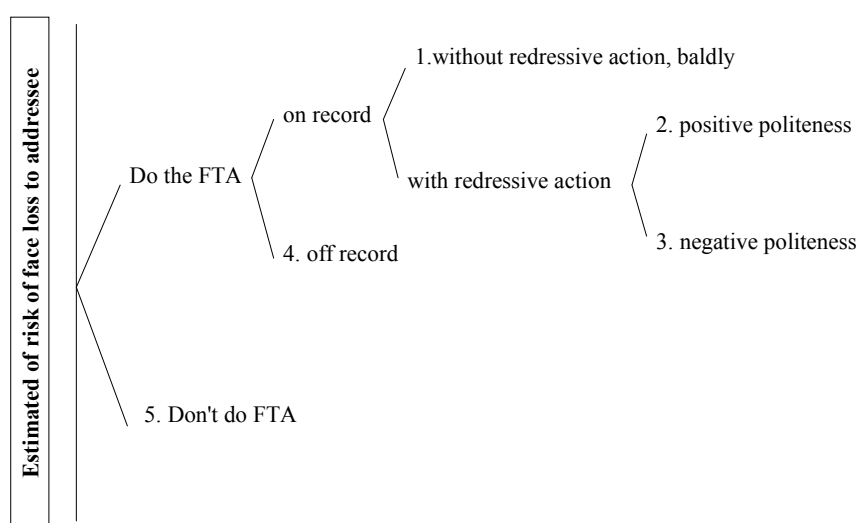 Estimated of risk of face loss to addressee
1.without redressive action, baldly
on record
2. positive politeness
Do the FTA
with redressive action
4. off record
3. negative politeness
5. Don't do FTA